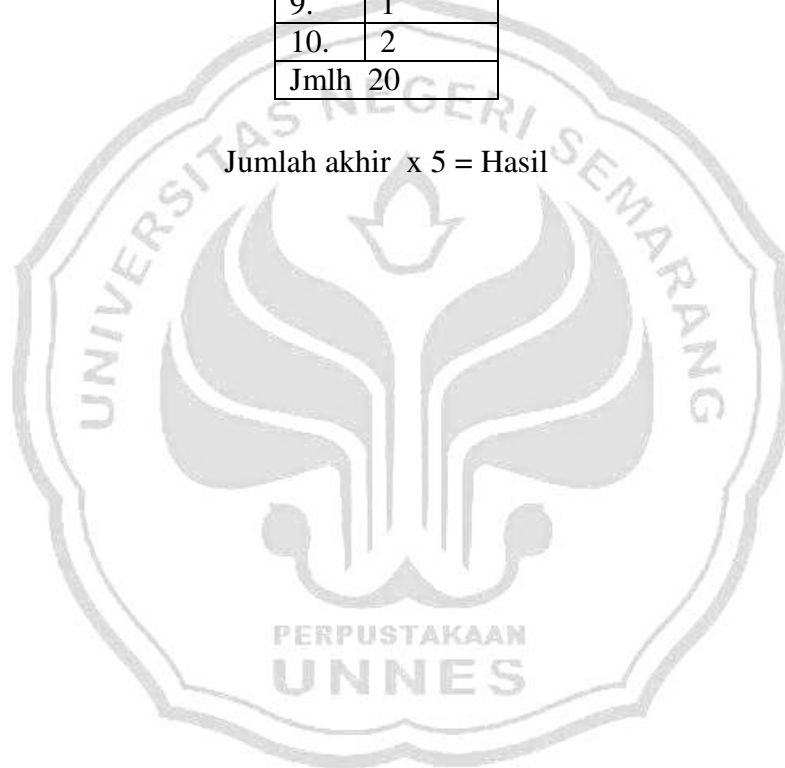 9. 1
10. 2
Jmlh 20
UNIVERSITAS NEGERI SEMARANG
Jumlah akhir x 5 = Hasil
PERPUSTAKAAN
UNNES